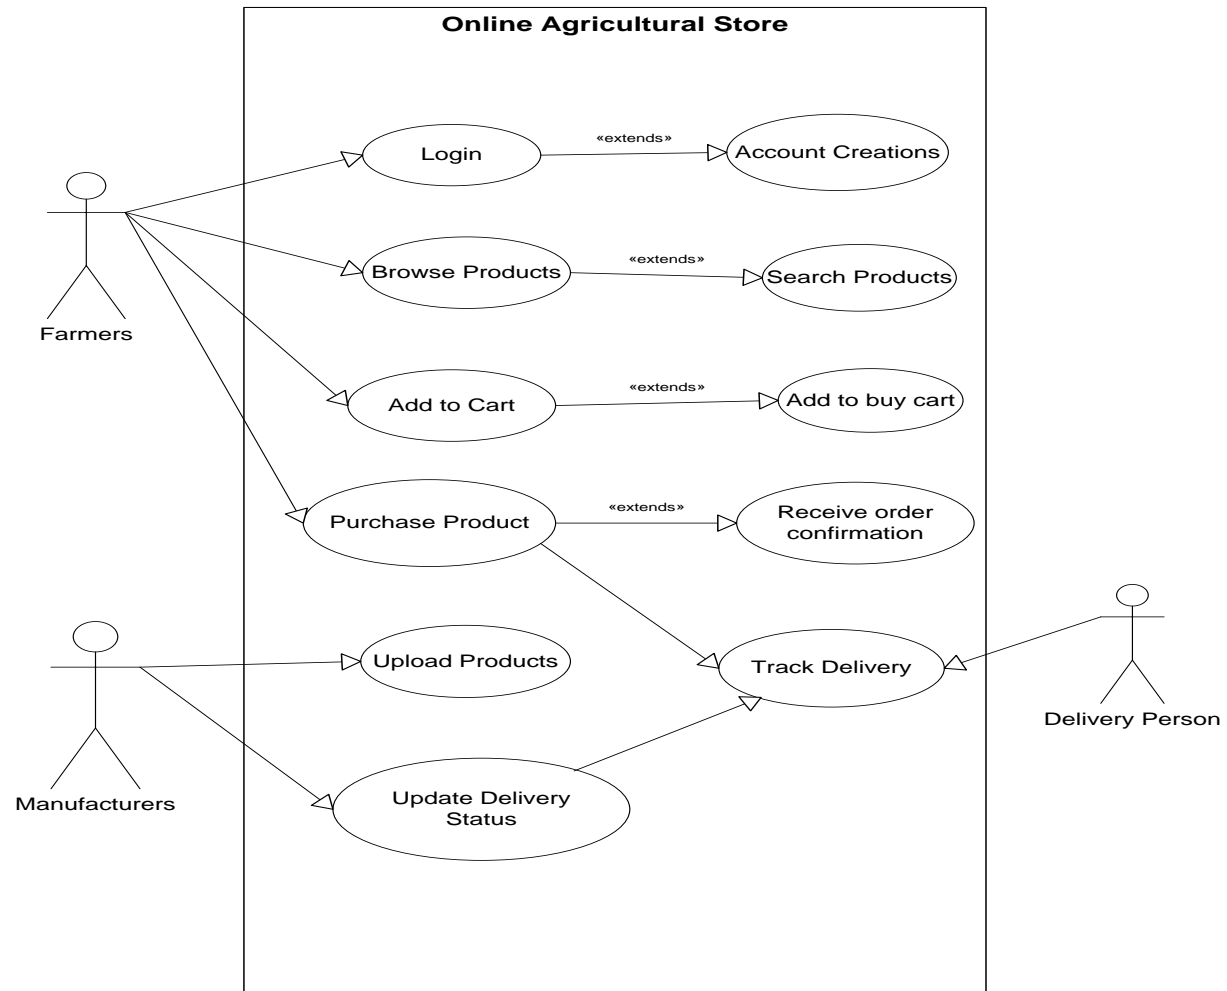 Online Agricultural Store
Login
«extends»
Account Creations
Browse Products
«extends»
Search Products
Farmers
Add to Cart
«extends»
Add to buy cart
Purchase Product
«extends»
Receive order
confirmation
Upload Products
Track Delivery
Delivery Person
Manufacturers
Update Delivery
Status